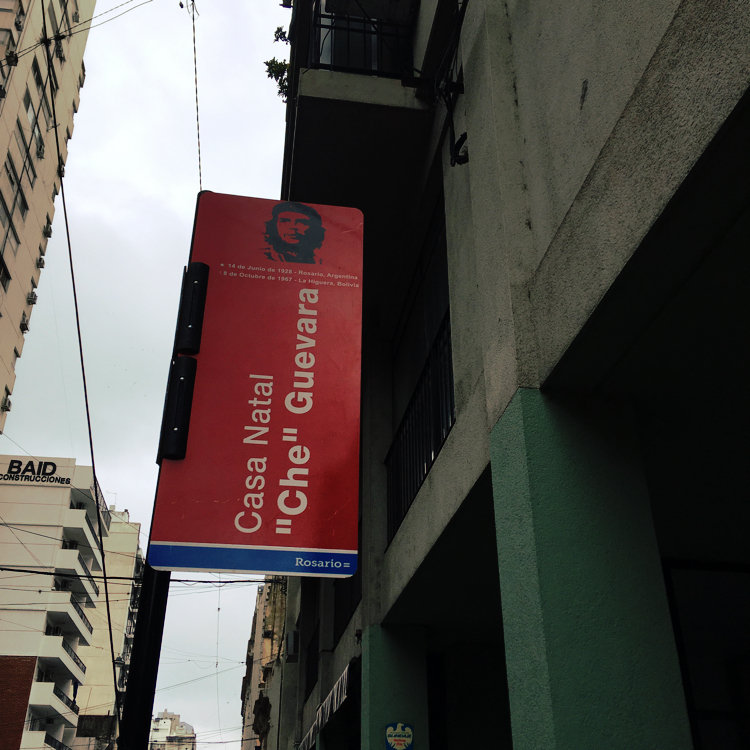 ★ 14 de Junio de 1928 - Rosario, Argentina
† 8 de Octubre de 1967 - La Higuera, Bolivia
Casa Natal
"Che" Guevara
Rosario
BAID
CONSTRUCCIONES